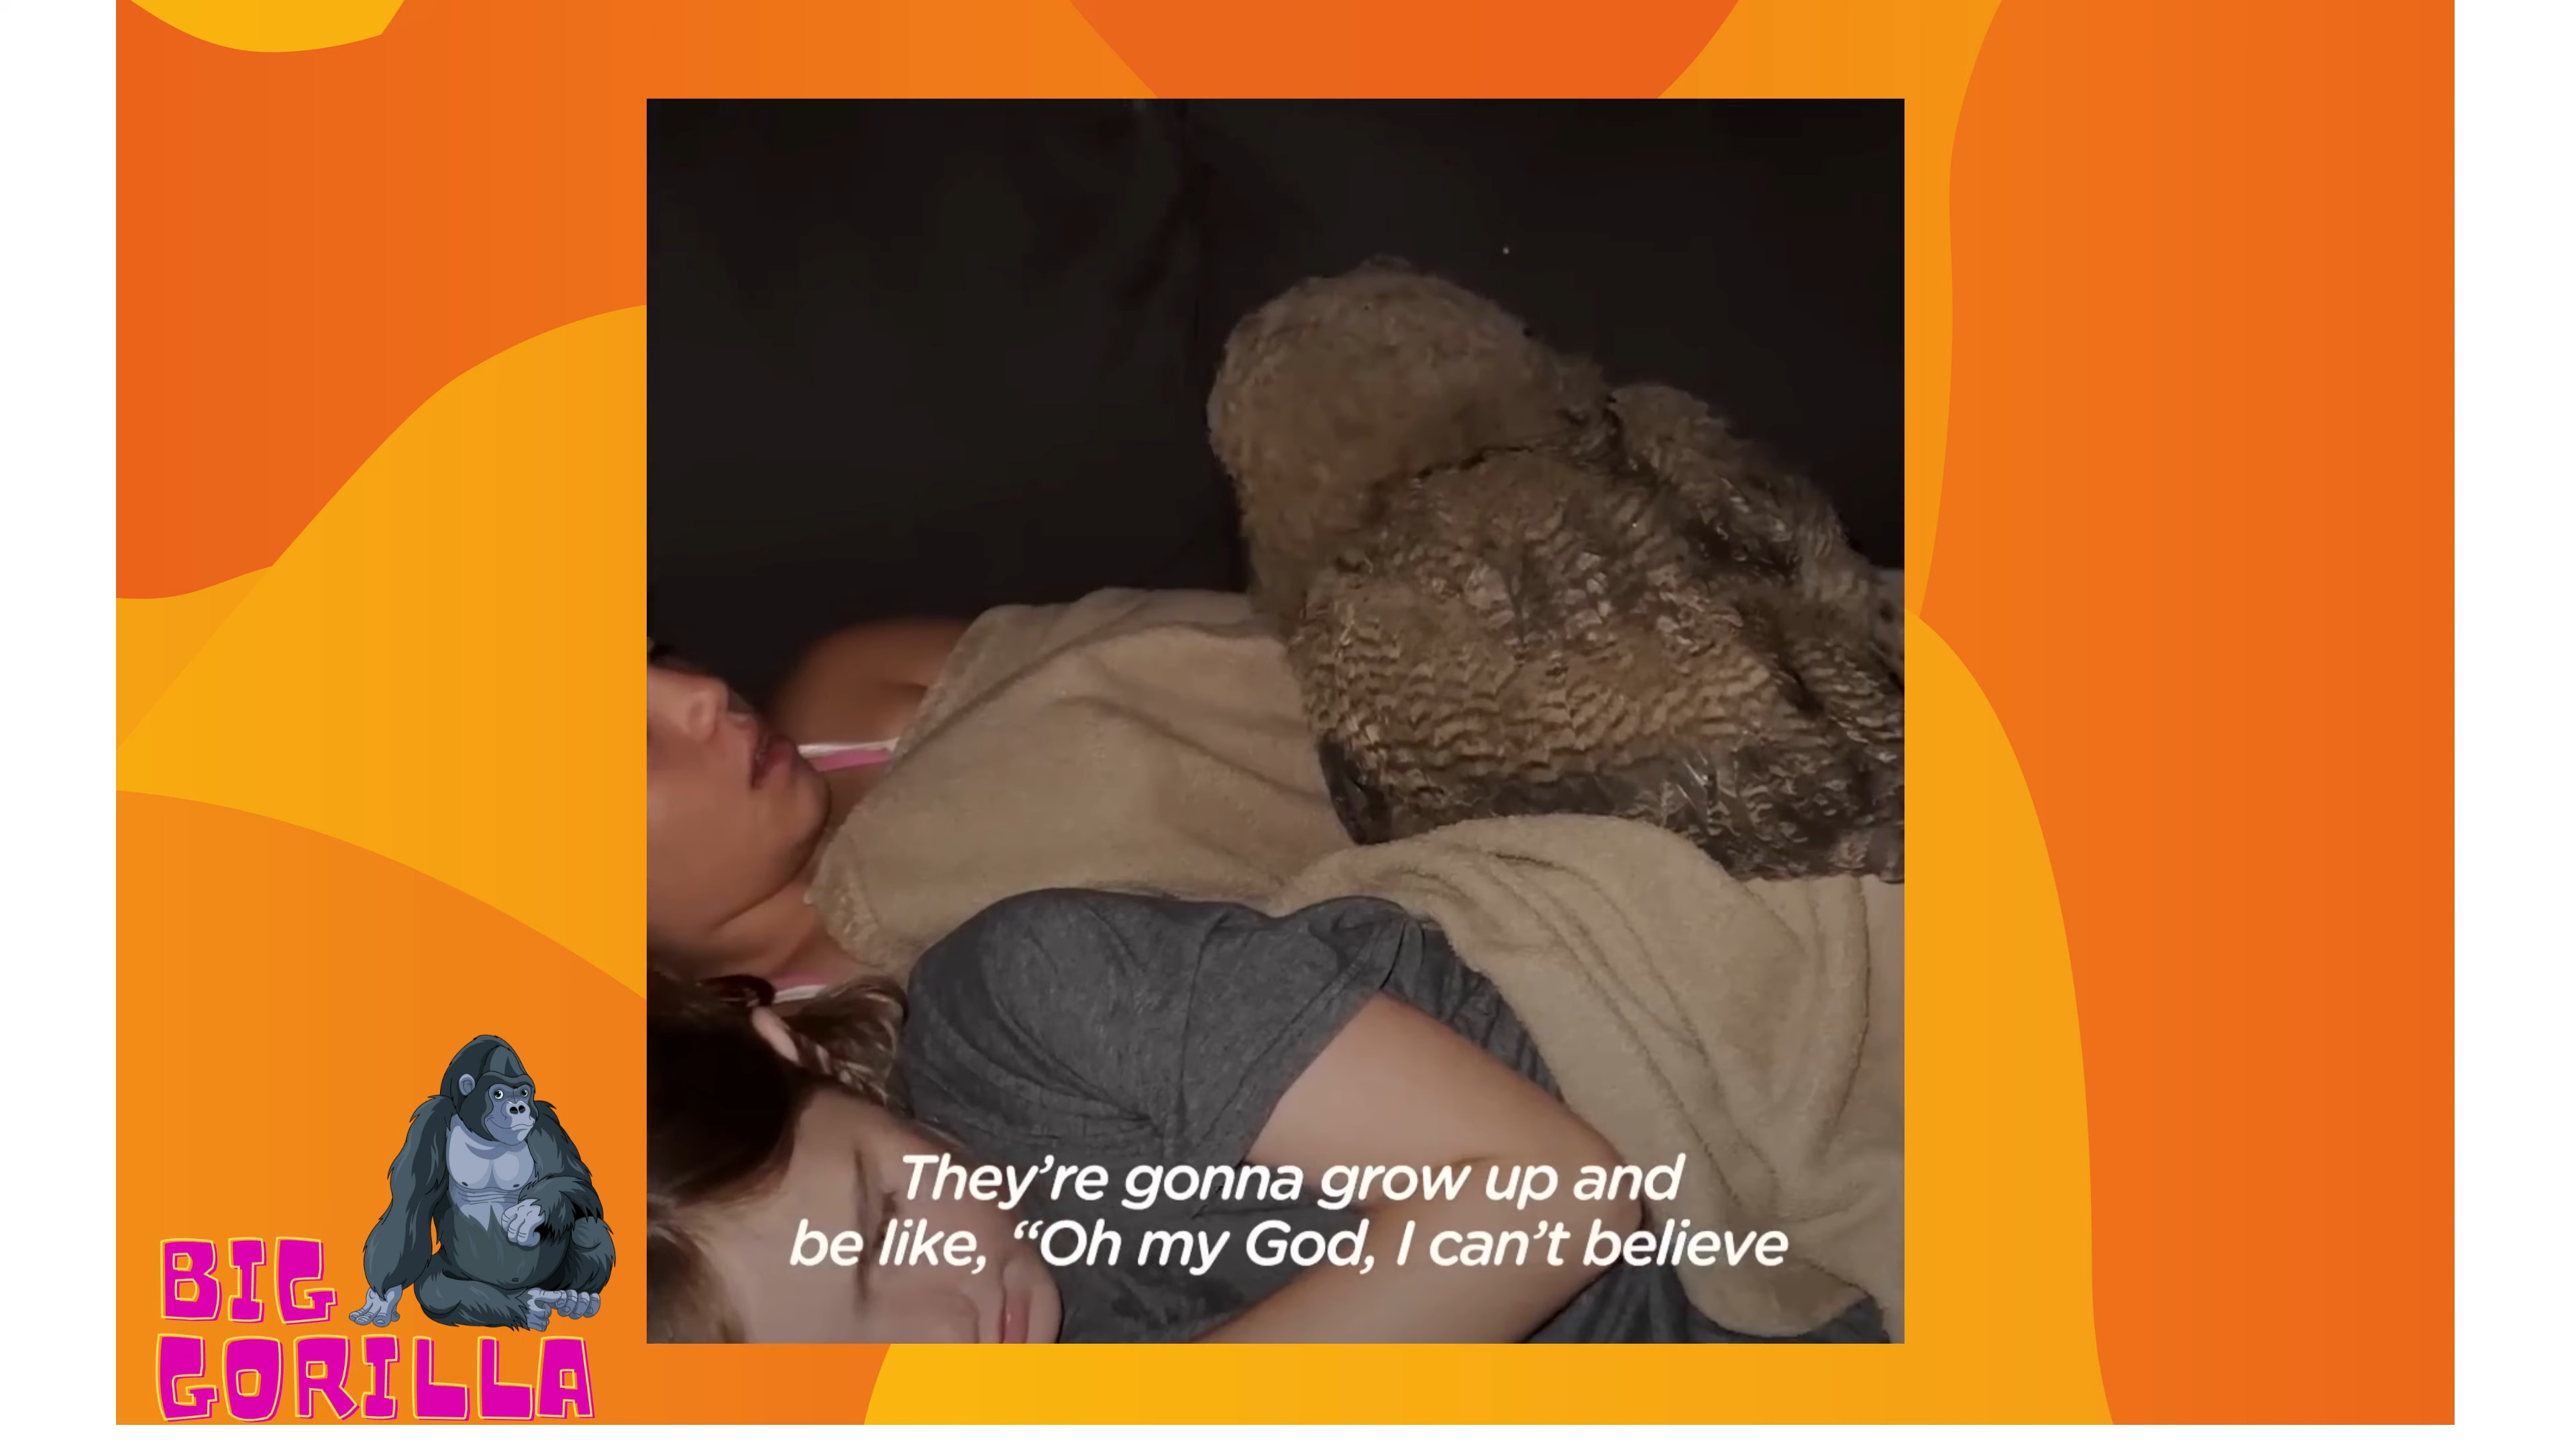 They’re gonna grow up and
be like, “Oh my God, I can’t believe
BIG
GORILLA